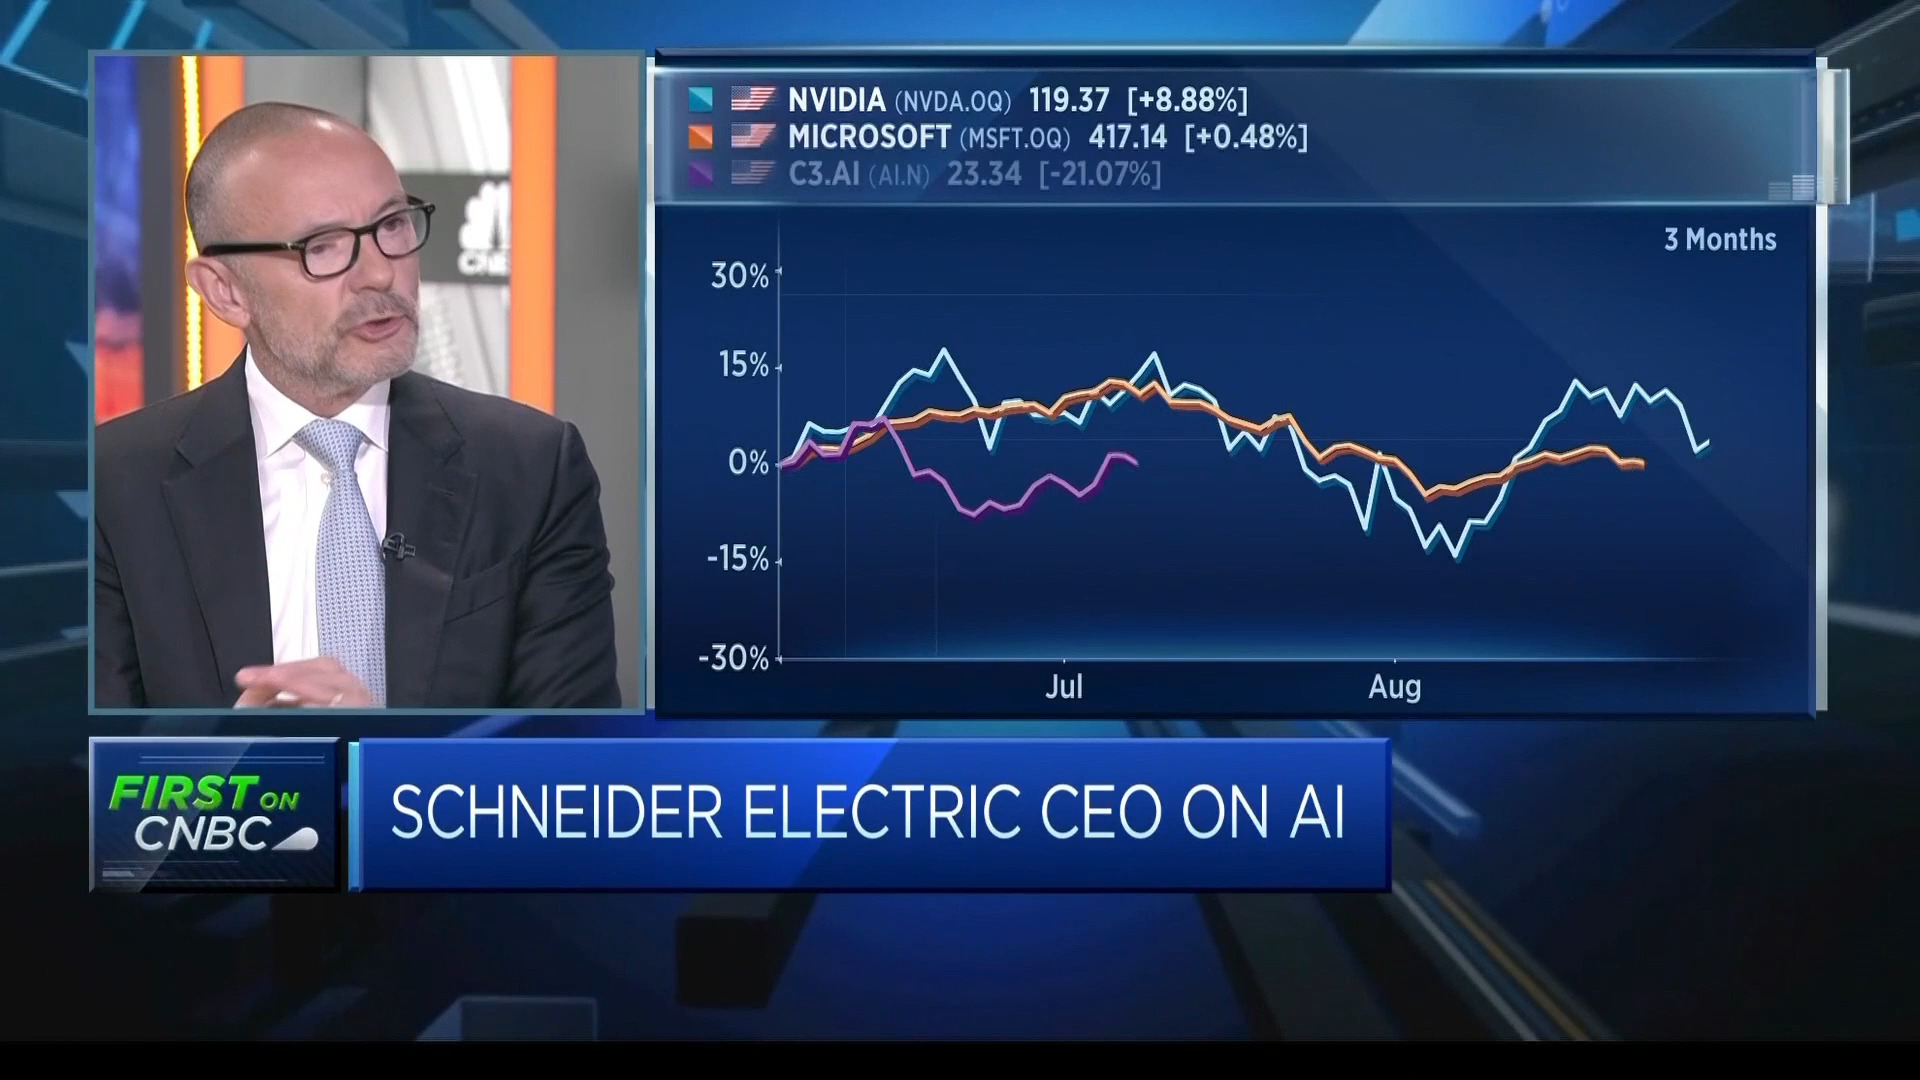 NVIDIA (NVDA.OQ) 119.37 [+8.88%]
MICROSOFT (MSFT.OQ) 417.14 [+0.48%]
C3.AI (AI.N) 23.34 [-21.07%]
3 Months
30%
15%
0%
-15%
-30%
Jul
Aug
FIRST ON
CNBC
SCHNEIDER ELECTRIC CEO ON AI